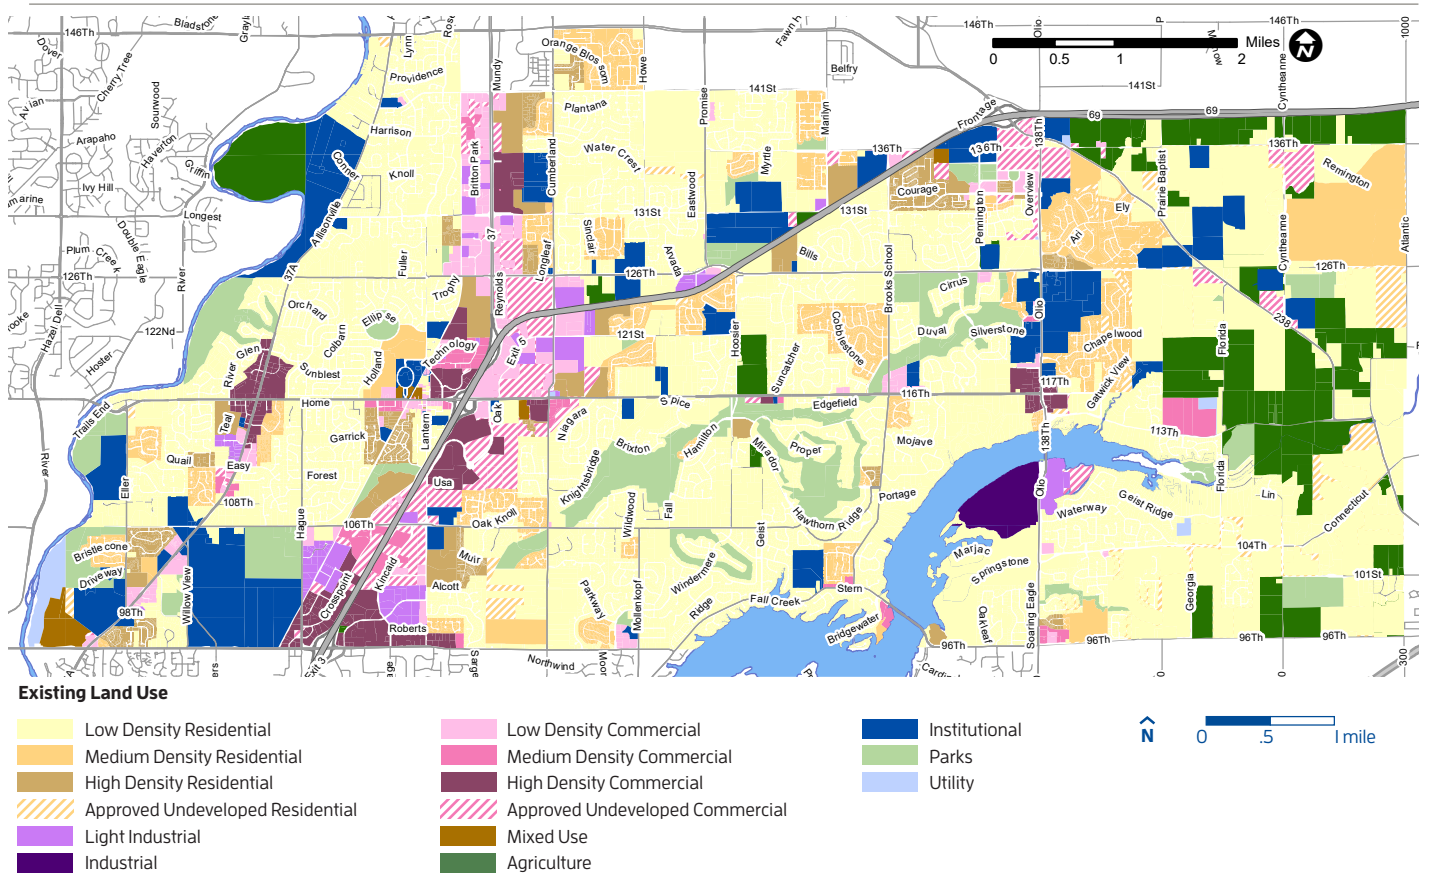 146Th
Bladstone
Lynn
146Th
146Th
1000
Dover
Cherry Tree
Orange Blossom
Howe
Mundy
Fawn H
Olio
Miles
N
0
0.5
1
2
Providence
Belfry
Avian
Sourwood
141St
141St
Cyntheanne
Plantana
Promise
Marilyn
Frontage
69
69
Arapaho
Haverton
Harrison
138Th
Griffin
Conner
Britton Park
Water Crest
Myrtle
136Th
136Th
136Th
Prairie Baptist
Remington
Ivy Hill
Knoll
Cumberland
Eastwood
Courage
Overview
Pennington
Longest
Allisonville
131St
131St
Ely
Double Eagle
37
Sinclair
Ari
Cyntheanne
Atlantic
Plum Creek
Fuller
Longleaf
Arvada
Bills
126Th
River
37A
126Th
126Th
Trophy
Reynolds
Brooks School
Cirrus
Hazel Dell
Orchard
Ellipse
Olio
122Nd
Colbarn
121St
Hoosier
Cobblestone
Duval
Silverstone
238
Florida
Hoster
Glen
Technology
Exit 5
Chapelwood
River
Sunblest
Holland
Suncatcher
Gatwick View
117Th
116Th
Trails End
Home
Oak
Spice
Edgefield
Teal
Garrick
Lantern
Niagara
Hamilton
Mojave
138Th
113Th
River
Quail
Easy
Brixton
Mirador
Proper
Eller
Forest
Usa
Knightsbridge
Portage
Olio
Florida
Lin
108Th
Geist Ridge
Connecticut
Hague
106Th
Oak Knoll
Wildwood
Fall
Geist
Hawthorn Ridge
Waterway
Bristlecone
Muir
Marjac
104Th
Driveway
Kincaid
Windermere
Springstone
Willow View
Crosspoint
Alcott
Parkway
Mollenkopf
Stern
Georgia
101St
98Th
Ridge
Fall Creek
Oakleaf
Soaring Eagle
Roberts
Bridgewater
96Th
96Th
96Th
96Th
Exit 3
Northwind
300
Existing Land Use
Low Density Residential
Medium Density Residential
High Density Residential
Approved Undeveloped Residential
Light Industrial
Industrial
Low Density Commercial
Medium Density Commercial
High Density Commercial
Approved Undeveloped Commercial
Mixed Use
Agriculture
Institutional
Parks
Utility
N
0
.5
1 mile